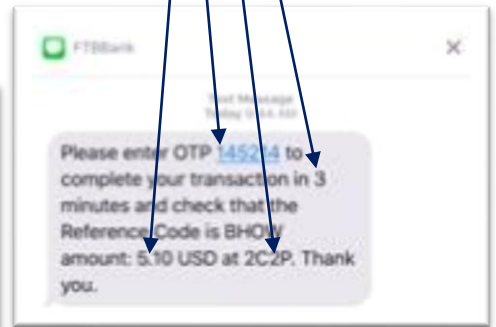 FTBBank
Text Message
Please enter OTP to
complete your transaction in 3
minutes and check that the
Reference Code is BHOW
amount: 5.10 USD at 2C2P. Thank
you.